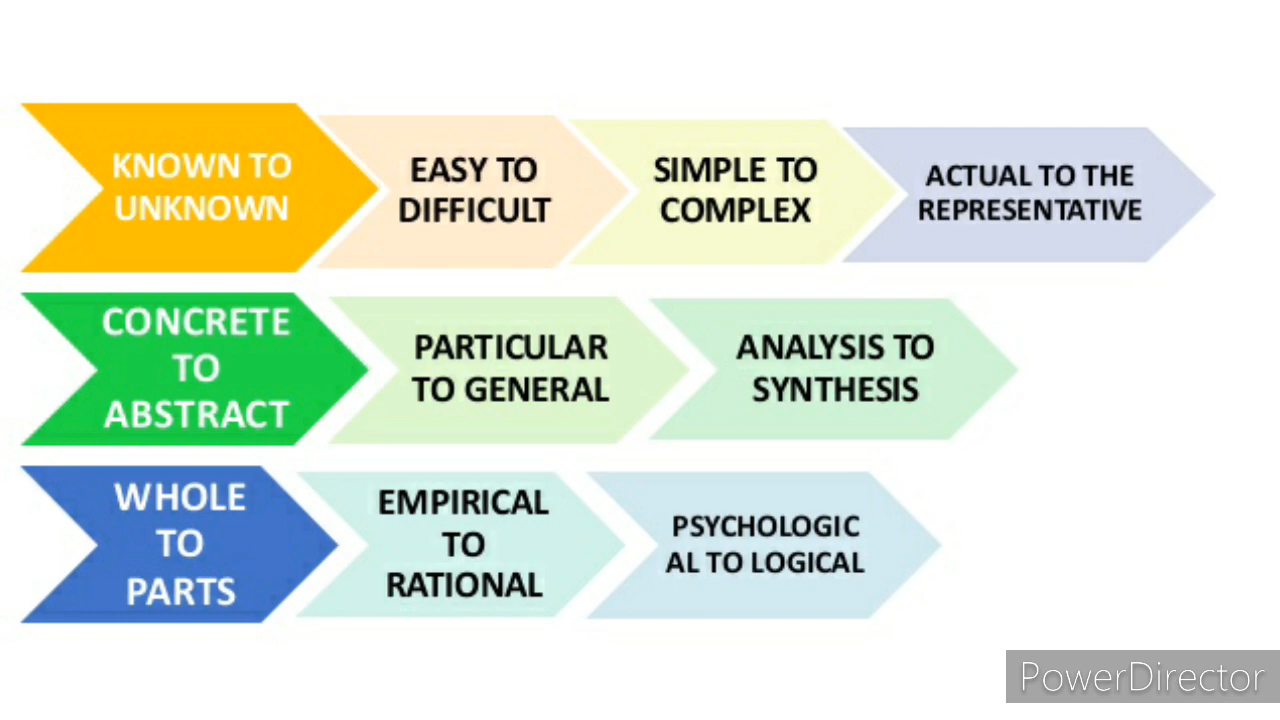 KNOWN TO
UNKNOWN
EASY TO
DIFFICULT
SIMPLE TO
COMPLEX
ACTUAL TO THE
REPRESENTATIVE
CONCRETE
TO
ABSTRACT
PARTICULAR
TO GENERAL
ANALYSIS TO
SYNTHESIS
WHOLE
TO
PARTS
EMPIRICAL
TO
RATIONAL
PSYCHOLOGIC
AL TO LOGICAL
PowerDirector